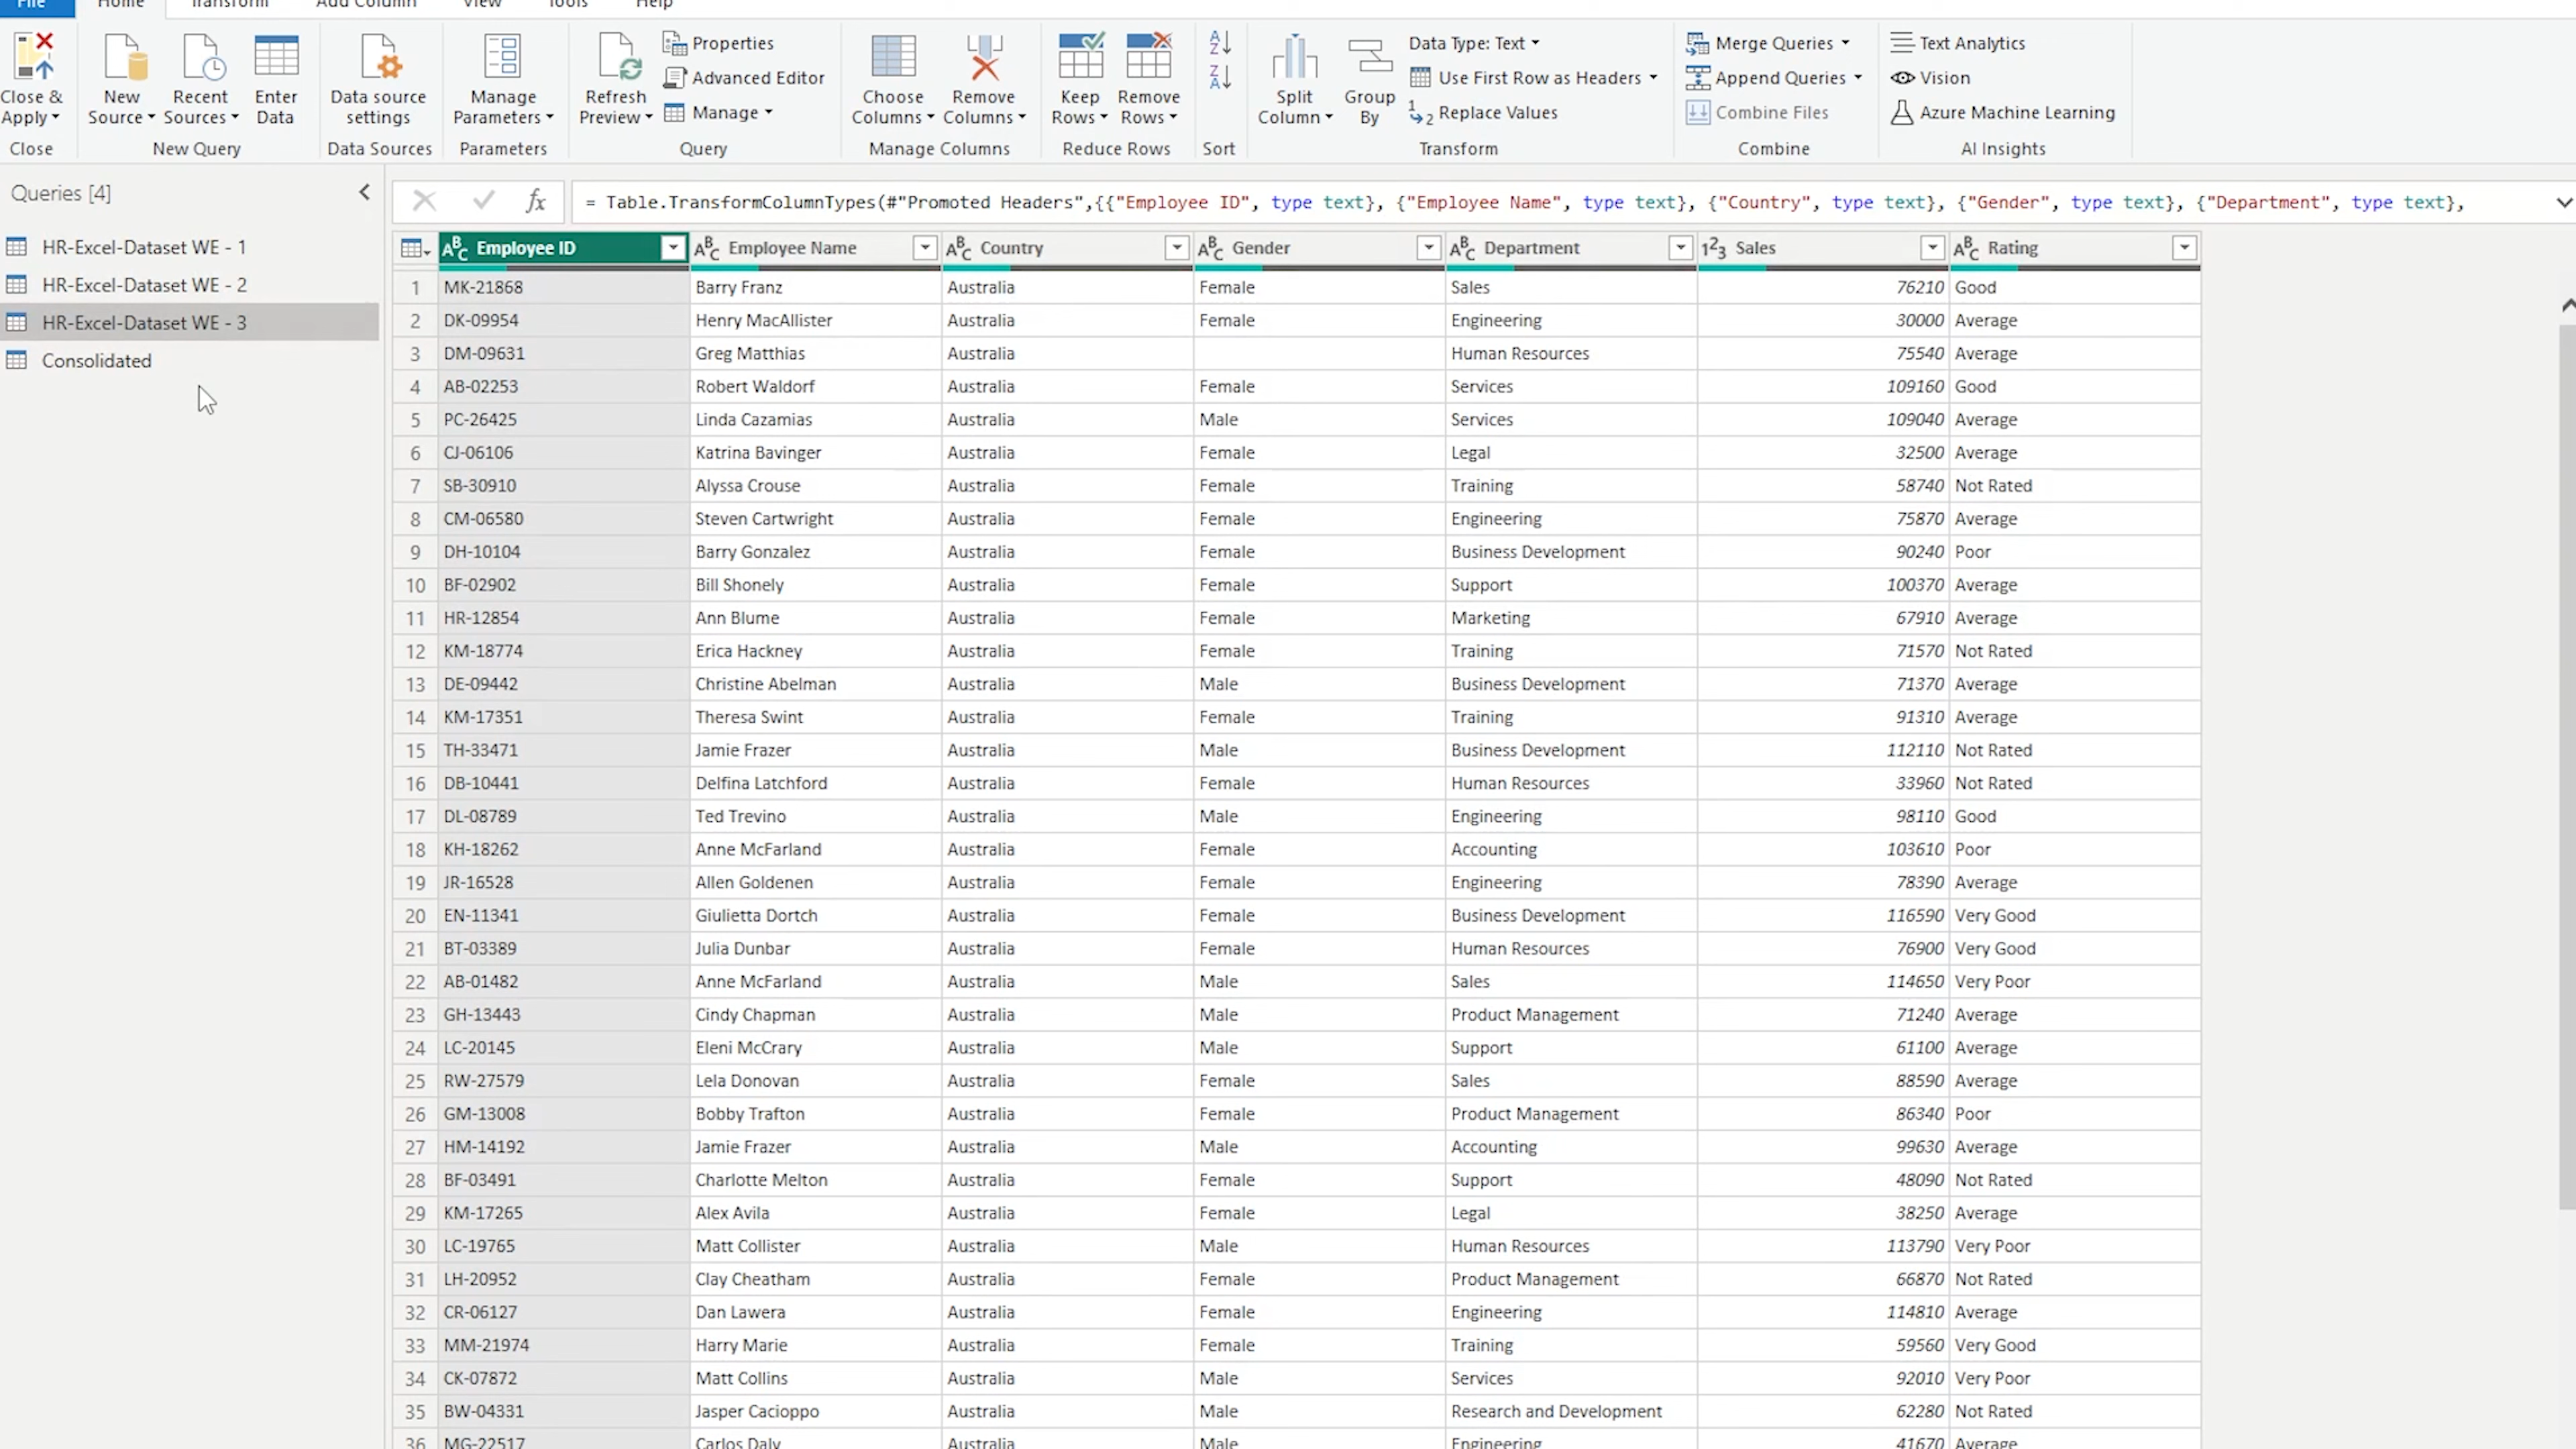 File Home Transform Add Column View Tools Help
Close & Apply
New Source
Recent Sources
Enter Data
Data source settings
Manage Parameters
Refresh Preview
Properties
Advanced Editor
Manage
Choose Columns
Remove Columns
Keep Rows
Remove Rows
Split Column
Group By
Data Type: Text
Use First Row as Headers
Replace Values
Merge Queries
Append Queries
Combine Files
Text Analytics
Vision
Azure Machine Learning
Close New Query Data Sources Parameters Query Manage Columns Reduce Rows Sort Transform Combine AI Insights
Queries [4]
HR-Excel-Dataset WE - 1
HR-Excel-Dataset WE - 2
HR-Excel-Dataset WE - 3
Consolidated
fx = Table.TransformColumnTypes(#"Promoted Headers",{{"Employee ID", type text}, {"Employee Name", type text}, {"Country", type text}, {"Gender", type text}, {"Department", type text},
Employee ID Employee Name Country Gender Department Sales Rating
1 MK-21868 Barry Franz Australia Female Sales 76210 Good
2 DK-09954 Henry MacAllister Australia Female Engineering 30000 Average
3 DM-09631 Greg Matthias Australia Human Resources 75540 Average
4 AB-02253 Robert Waldorf Australia Female Services 109160 Good
5 PC-26425 Linda Cazamias Australia Male Services 109040 Average
6 CJ-06106 Katrina Bavinger Australia Female Legal 32500 Average
7 SB-30910 Alyssa Crouse Australia Female Training 58740 Not Rated
8 CM-06580 Steven Cartwright Australia Female Engineering 75870 Average
9 DH-10104 Barry Gonzalez Australia Female Business Development 90240 Poor
10 BF-02902 Bill Shonely Australia Female Support 100370 Average
11 HR-12854 Ann Blume Australia Female Marketing 67910 Average
12 KM-18774 Erica Hackney Australia Female Training 71570 Not Rated
13 DE-09442 Christine Abelman Australia Male Business Development 71370 Average
14 KM-17351 Theresa Swint Australia Female Training 91310 Average
15 TH-33471 Jamie Frazer Australia Male Business Development 112110 Not Rated
16 DB-10441 Delfina Latchford Australia Female Human Resources 33960 Not Rated
17 DL-08789 Ted Trevino Australia Male Engineering 98110 Good
18 KH-18262 Anne McFarland Australia Female Accounting 103610 Poor
19 JR-16528 Allen Goldenen Australia Female Engineering 78390 Average
20 EN-11341 Giulietta Dortch Australia Female Business Development 116590 Very Good
21 BT-03389 Julia Dunbar Australia Female Human Resources 76900 Very Good
22 AB-01482 Anne McFarland Australia Male Sales 114650 Very Poor
23 GH-13443 Cindy Chapman Australia Male Product Management 71240 Average
24 LC-20145 Eleni McCrary Australia Male Support 61100 Average
25 RW-27579 Lela Donovan Australia Female Sales 88590 Average
26 GM-13008 Bobby Trafton Australia Female Product Management 86340 Poor
27 HM-14192 Jamie Frazer Australia Male Accounting 99630 Average
28 BF-03491 Charlotte Melton Australia Female Support 48090 Not Rated
29 KM-17265 Alex Avila Australia Female Legal 38250 Average
30 LC-19765 Matt Collister Australia Male Human Resources 113790 Very Poor
31 LH-20952 Clay Cheatham Australia Female Product Management 66870 Not Rated
32 CR-06127 Dan Lawera Australia Female Engineering 114810 Average
33 MM-21974 Harry Marie Australia Female Training 59560 Very Good
34 CK-07872 Matt Collins Australia Male Services 92010 Very Poor
35 BW-04331 Jasper Cacioppo Australia Male Research and Development 62280 Not Rated
36 MG-22517 Carlos Daly Australia Male Engineering 41670 Average